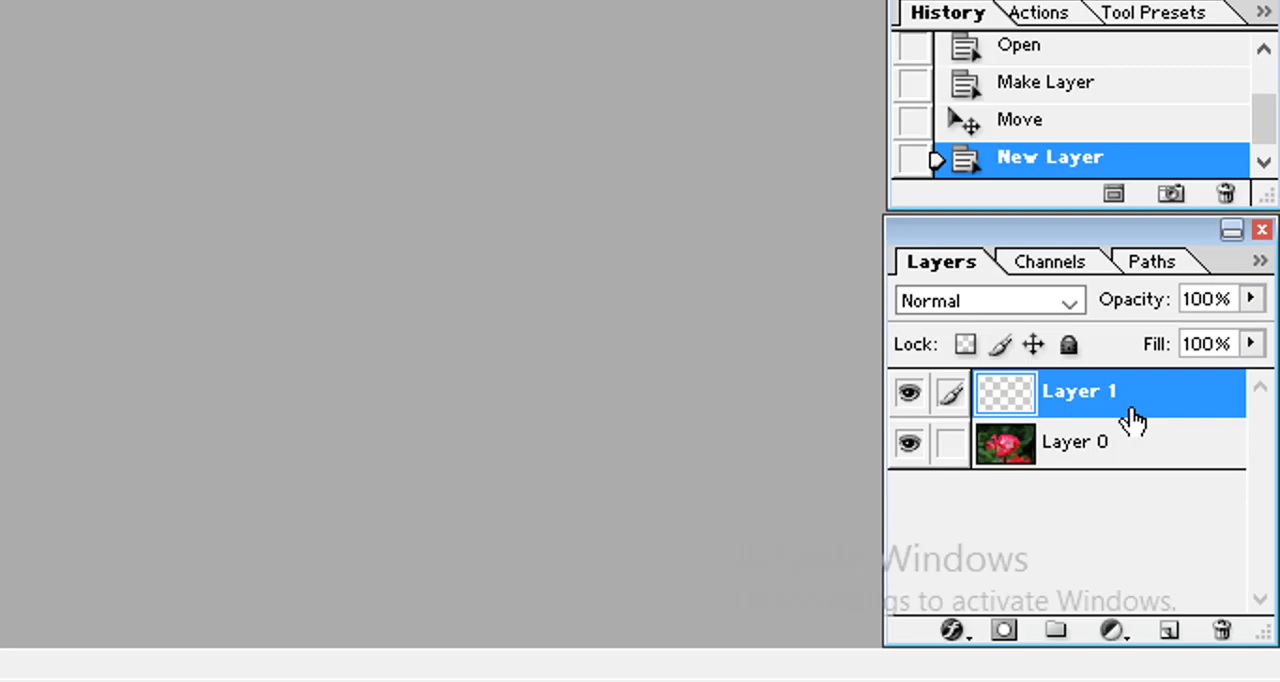 History Actions Tool Presets
Open
Make Layer
Move
New Layer
Layers Channels Paths
Normal Opacity: 100%
Lock: Fill: 100%
Layer 1
Layer 0
Windows
to activate Windows.